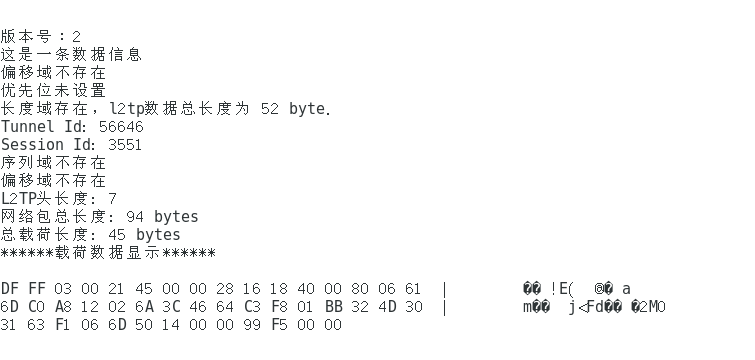 版本号：2
这是一条数据信息
偏移域不存在
优先位未设置
长度域存在，l2tp数据总长度为 52 byte.
Tunnel Id: 56646
Session Id: 3551
序列域不存在
偏移域不存在
L2TP头长度: 7
网络包总长度: 94 bytes
总载荷长度: 45 bytes
******载荷数据显示******
DF FF 03 00 21 45 00 00 28 16 18 40 00 80 06 61 | �� !E( @� a
6D C0 A8 12 02 6A 3C 46 64 C3 F8 01 BB 32 4D 30 | m�� j<Fd�� �2M0
31 63 F1 06 6D 50 14 00 00 99 F5 00 00